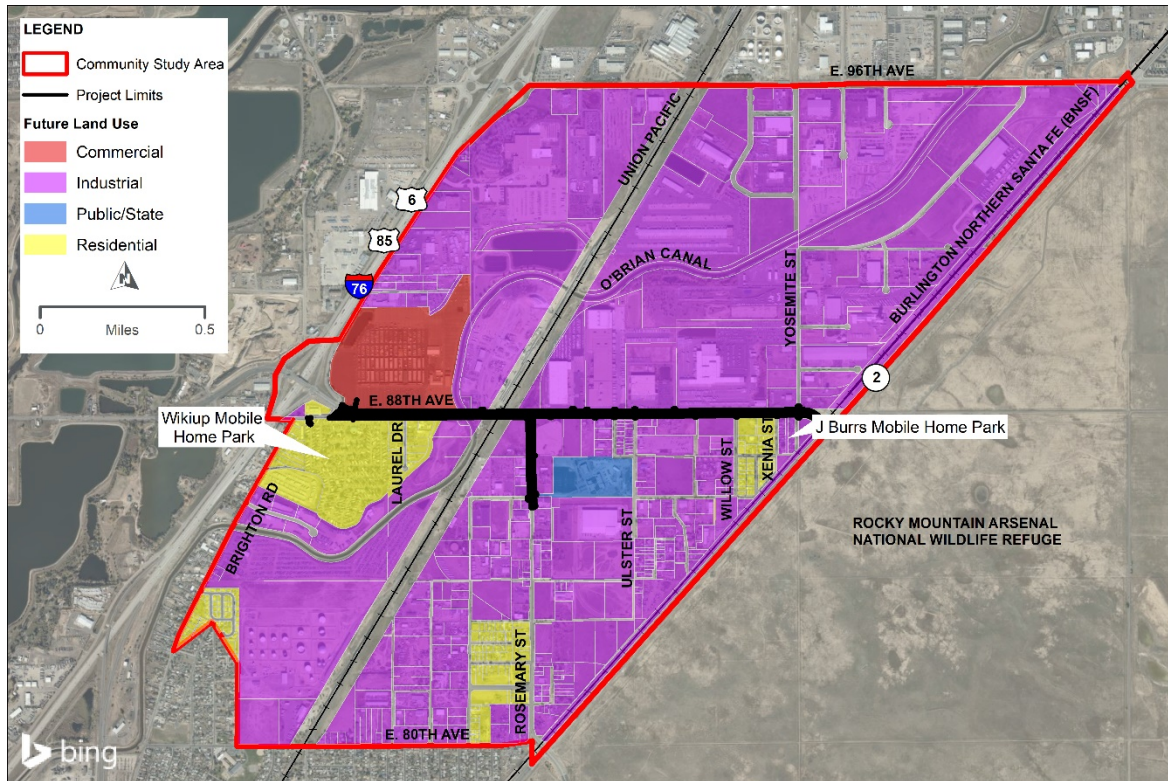 LEGEND
Community Study Area
Project Limits
Future Land Use
Commercial
Industrial
Public/State
Residential
N
0 0.5
Miles
E. 96TH AVE
UNION PACIFIC
BURLINGTON NORTHERN SANTA FE (BNSF)
6
85
76
O'BRIAN CANAL
YOSEMITE ST
2
E. 88TH AVE
Wikiup Mobile
Home Park
J Burrs Mobile Home Park
LAUREL DR
WILLOW ST
XENIA ST
BRIGHTON RD
ULSTER ST
ROCKY MOUNTAIN ARSENAL
NATIONAL WILDLIFE REFUGE
ROSEMARY ST
E. 80TH AVE
bing